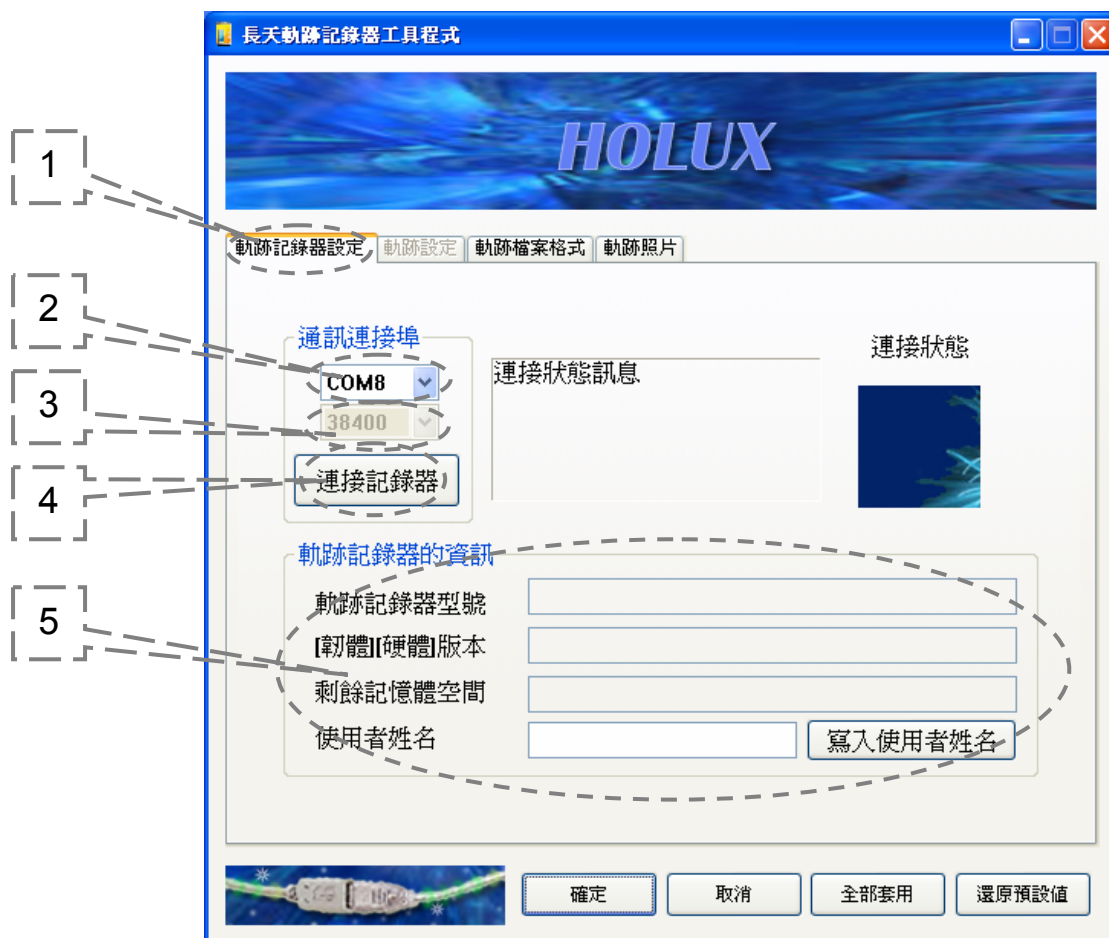 長天軌跡記錄器工具程式
HOLUX
1
軌跡記錄器設定 軌跡設定 軌跡檔案格式 軌跡照片
2
通訊連接埠
COM8
連接狀態訊息
連接狀態
3
38400
4
連接記錄器
軌跡記錄器的資訊
5
軌跡記錄器型號
[韌體][硬體]版本
剩餘記憶體空間
使用者姓名 寫入使用者姓名
確定 取消 全部套用 還原預設值